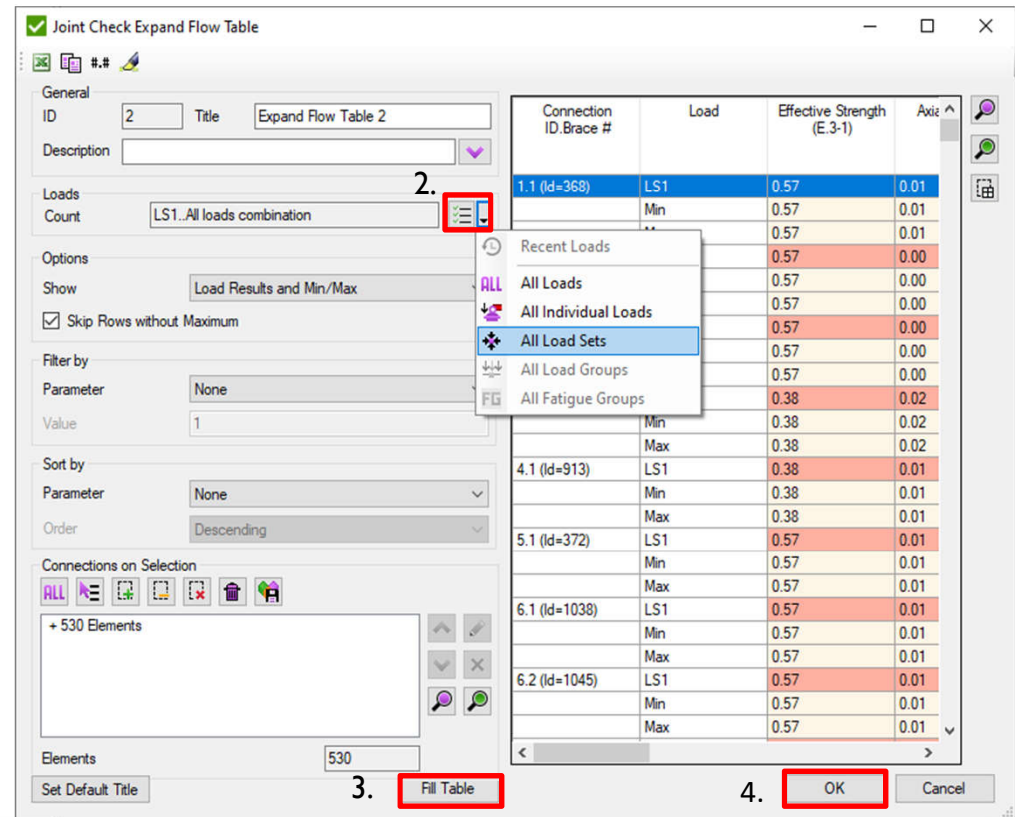 Joint Check Expand Flow Table
#.#
General
ID 2 Title Expand Flow Table 2
Description
2.
Loads
Count LS1..All loads combination
Options
Show Load Results and Min/Max
Skip Rows without Maximum
Filter by
Parameter None
Value 1
Sort by
Parameter None
Order Descending
Connections on Selection
ALL
+ 530 Elements
Elements 530
Set Default Title
3.
Fill Table
Recent Loads
ALL All Loads
All Individual Loads
All Load Sets
All Load Groups
FG All Fatigue Groups
Connection ID.Brace # Load Effective Strength (E.3-1)
1.1 (Id=368) LS1 0.57 0.01
Min 0.57 0.01
0.57 0.01
0.57 0.00
0.57 0.00
0.57 0.00
0.57 0.00
0.57 0.00
0.57 0.00
0.38 0.02
Min 0.38 0.02
Max 0.38 0.02
4.1 (Id=913) LS1 0.38 0.01
Min 0.38 0.01
Max 0.38 0.01
5.1 (Id=372) LS1 0.57 0.01
Min 0.57 0.01
Max 0.57 0.01
6.1 (Id=1038) LS1 0.57 0.01
Min 0.57 0.01
Max 0.57 0.01
6.2 (Id=1045) LS1 0.57 0.01
Min 0.57 0.01
Max 0.57 0.01
4.
OK
Cancel